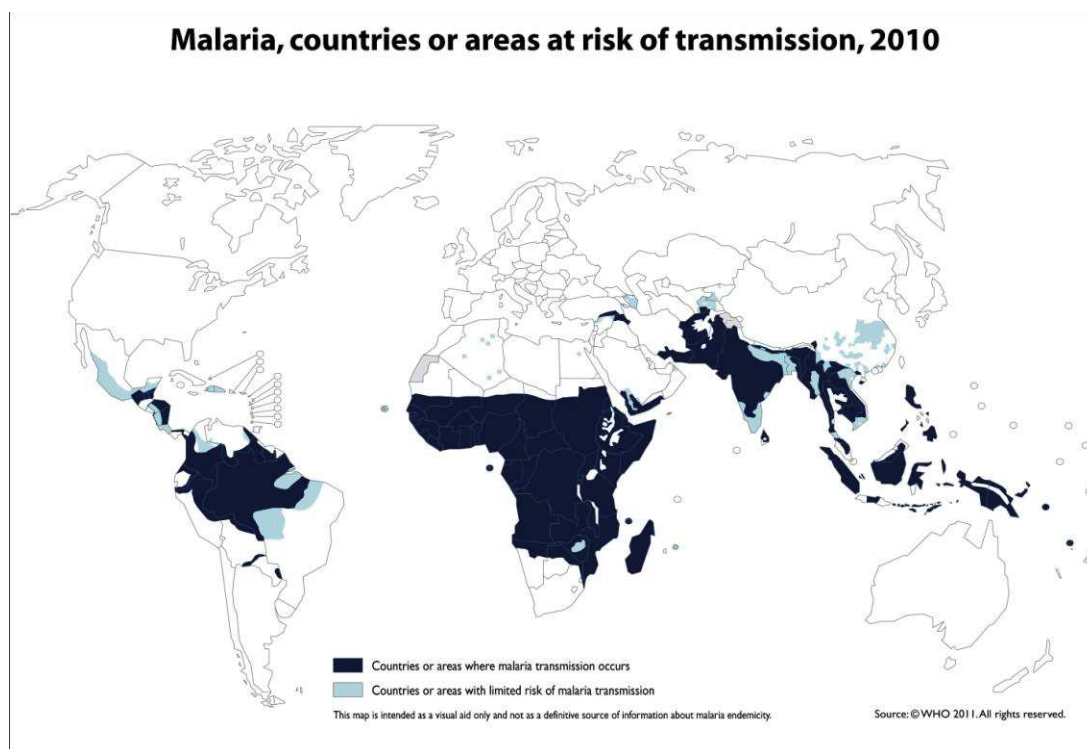 Malaria, countries or areas at risk of transmission, 2010
Countries or areas where malaria transmission occurs
Countries or areas with limited risk of malaria transmission
This map is intended as a visual aid only and not as a definitive source of information about malaria endemicity.
Source: © WHO 2011. All rights reserved.